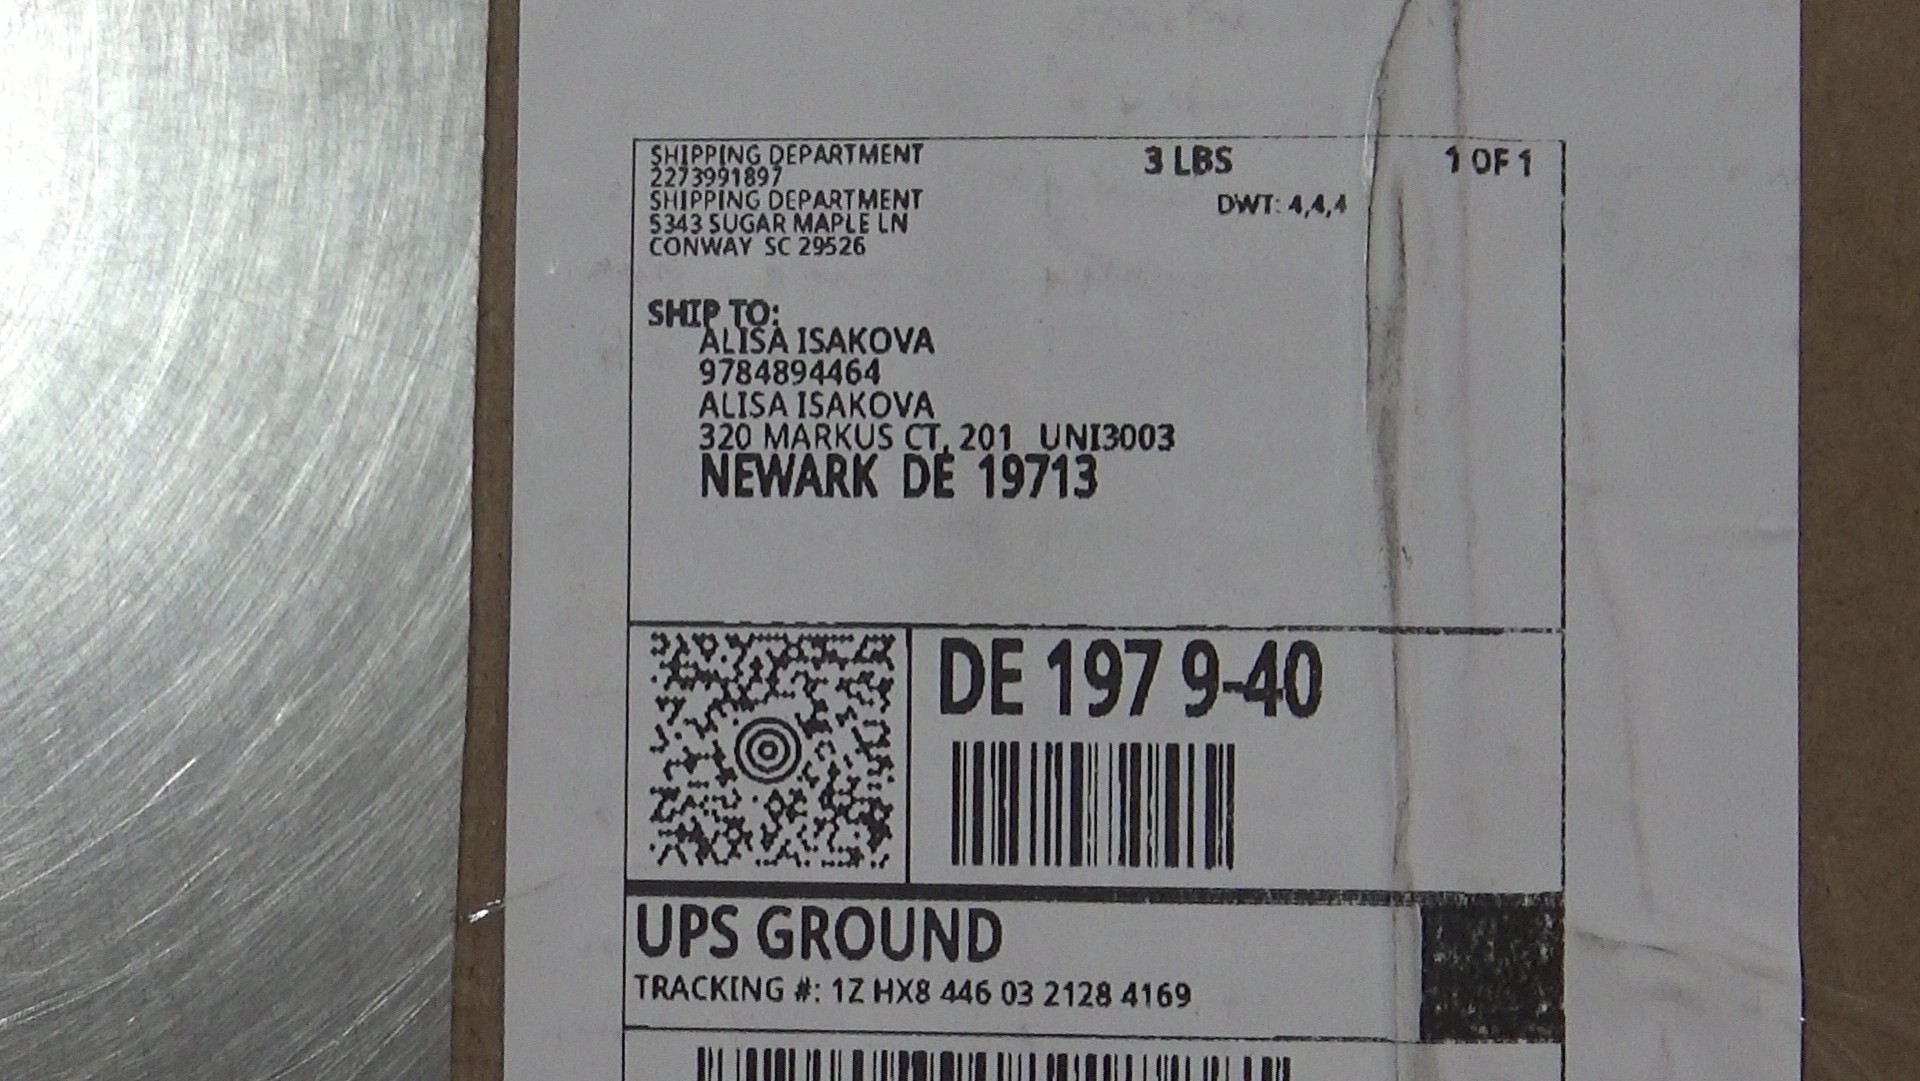 SHIPPING DEPARTMENT
2273991897
SHIPPING DEPARTMENT
5343 SUGAR MAPLE LN
CONWAY SC 29526
3 LBS
1 OF 1
DWT: 4,4,4
SHIP TO:
ALISA ISAKOVA
9784894464
ALISA ISAKOVA
320 MARKUS CT, 201 UNI3003
NEWARK DE 19713
DE 197 9-40
UPS GROUND
TRACKING #: 1Z HX8 446 03 2128 4169